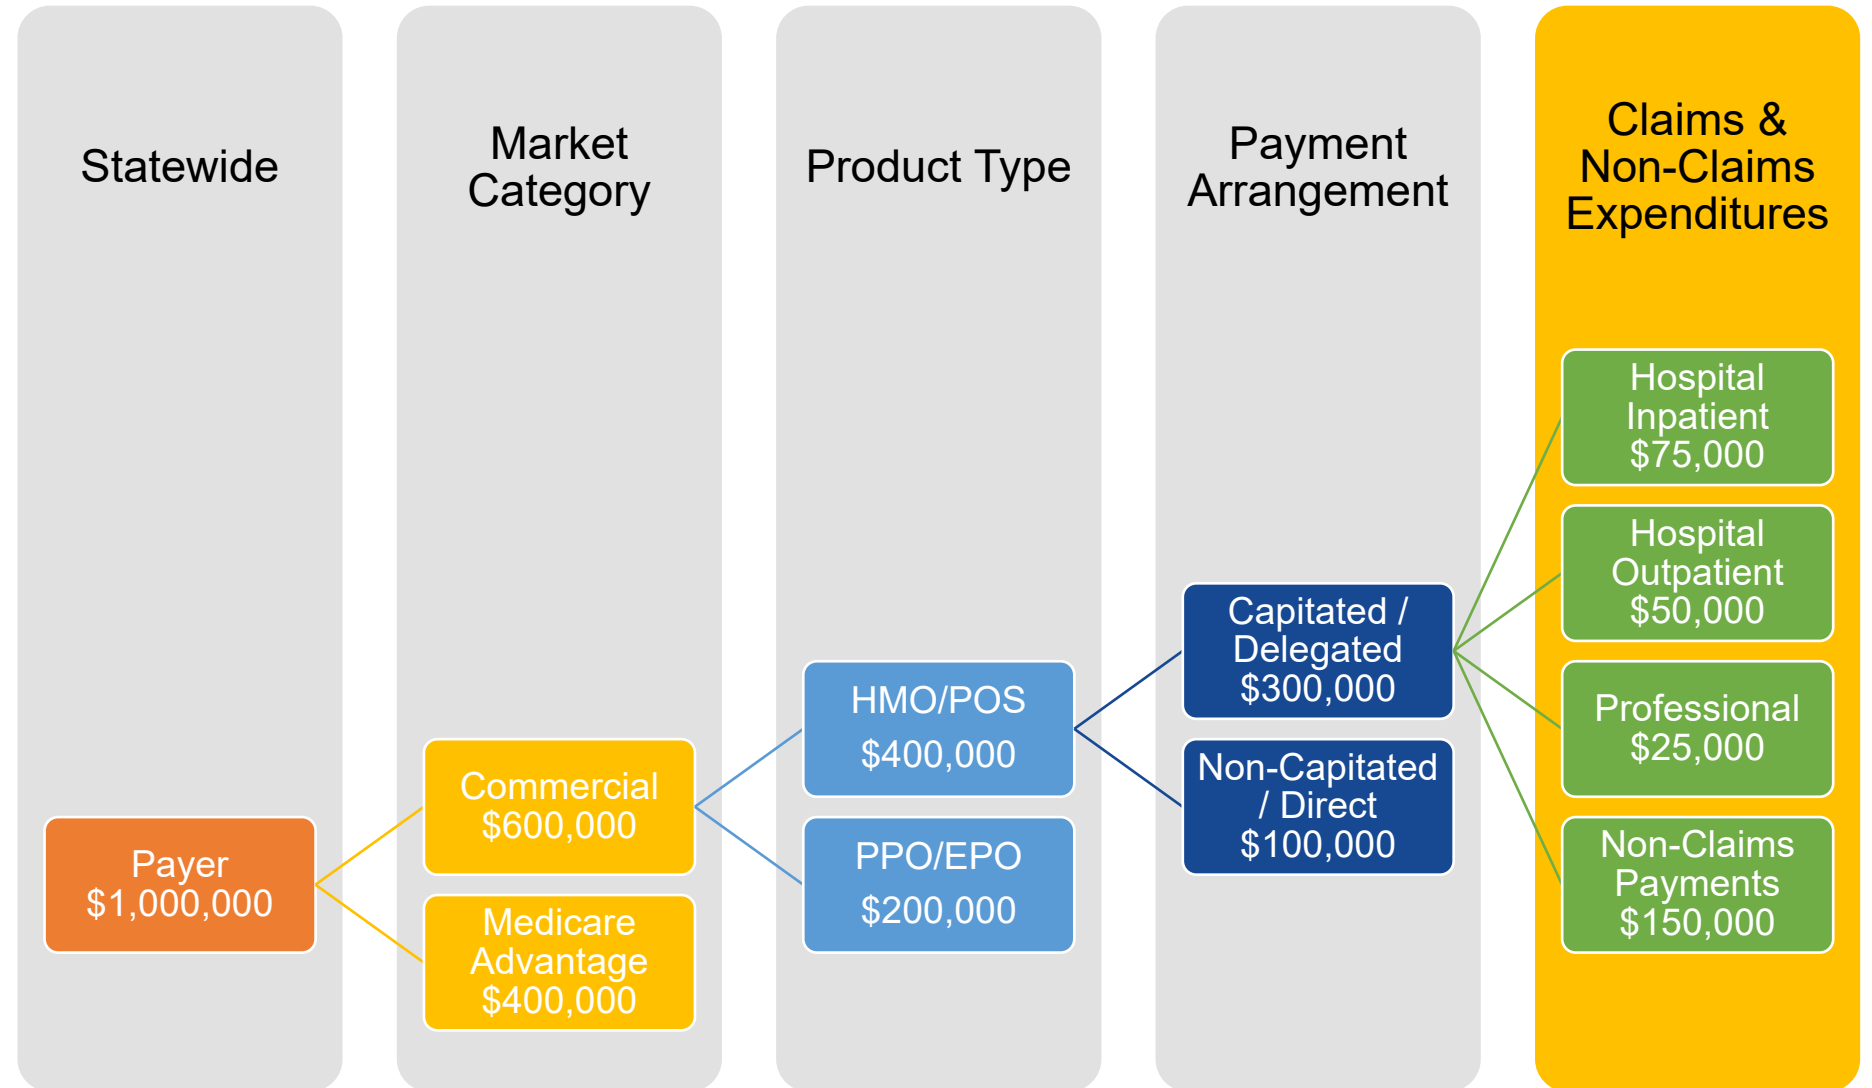 Statewide
Market
Category
Product Type
Payment
Arrangement
Claims &
Non-Claims
Expenditures
Payer
$1,000,000
Commercial
$600,000
Medicare
Advantage
$400,000
HMO/POS
$400,000
PPO/EPO
$200,000
Capitated /
Delegated
$300,000
Non-Capitated
/ Direct
$100,000
Hospital
Inpatient
$75,000
Hospital
Outpatient
$50,000
Professional
$25,000
Non-Claims
Payments
$150,000